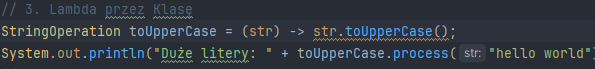 // 3. Lambda przez Klasę
StringOperation toUpperCase = (str) -> str.toUpperCase();
System.out.println("Duże litery: " + toUpperCase.process( str: "hello world")